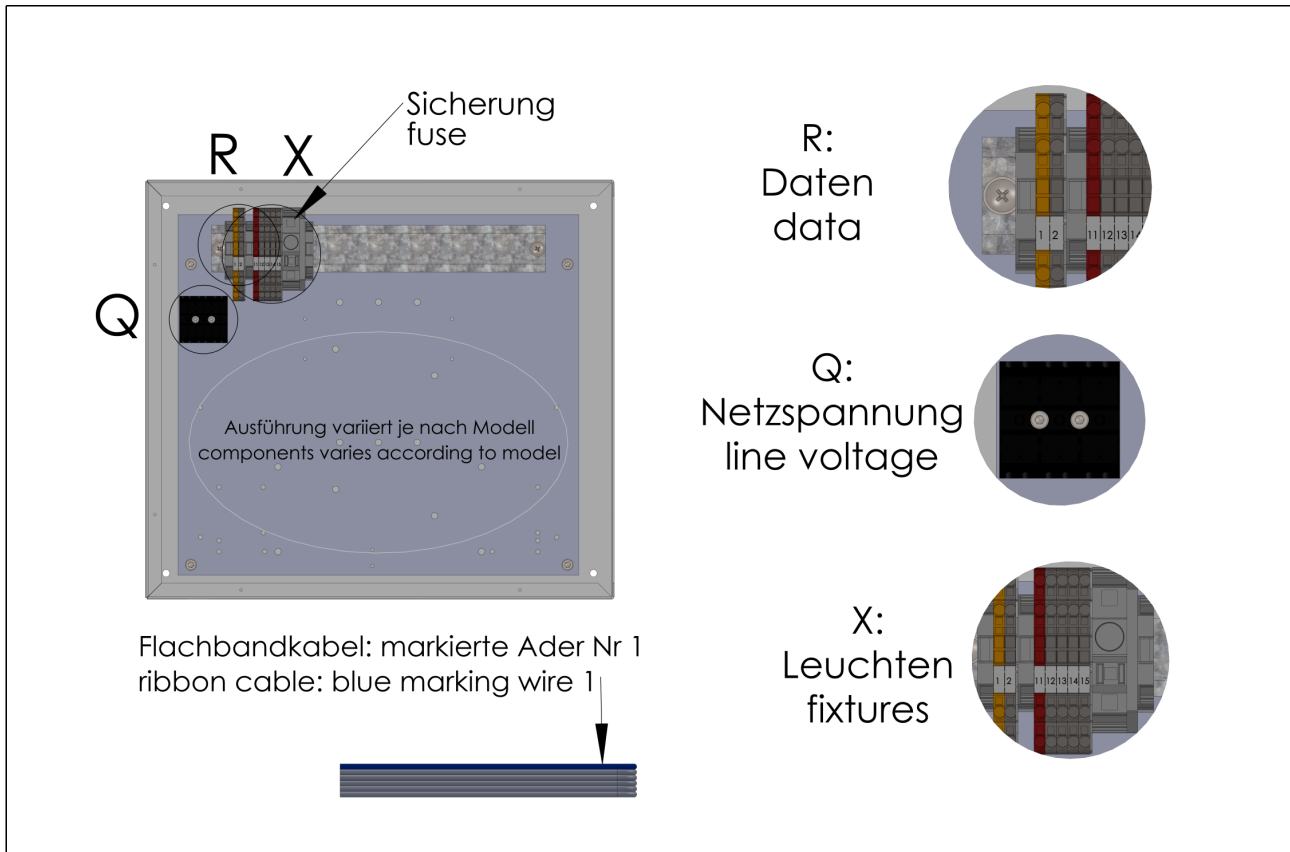 Sicherung
fuse
R X
Q
Ausführung variiert je nach Modell
components varies according to model
Flachbandkabel: markierte Ader Nr 1
ribbon cable: blue marking wire 1
R:
Daten
data
1 2 11 12 13 14
Q:
Netzspannung
line voltage
X:
Leuchten
fixtures
1 2 11 12 13 14 15